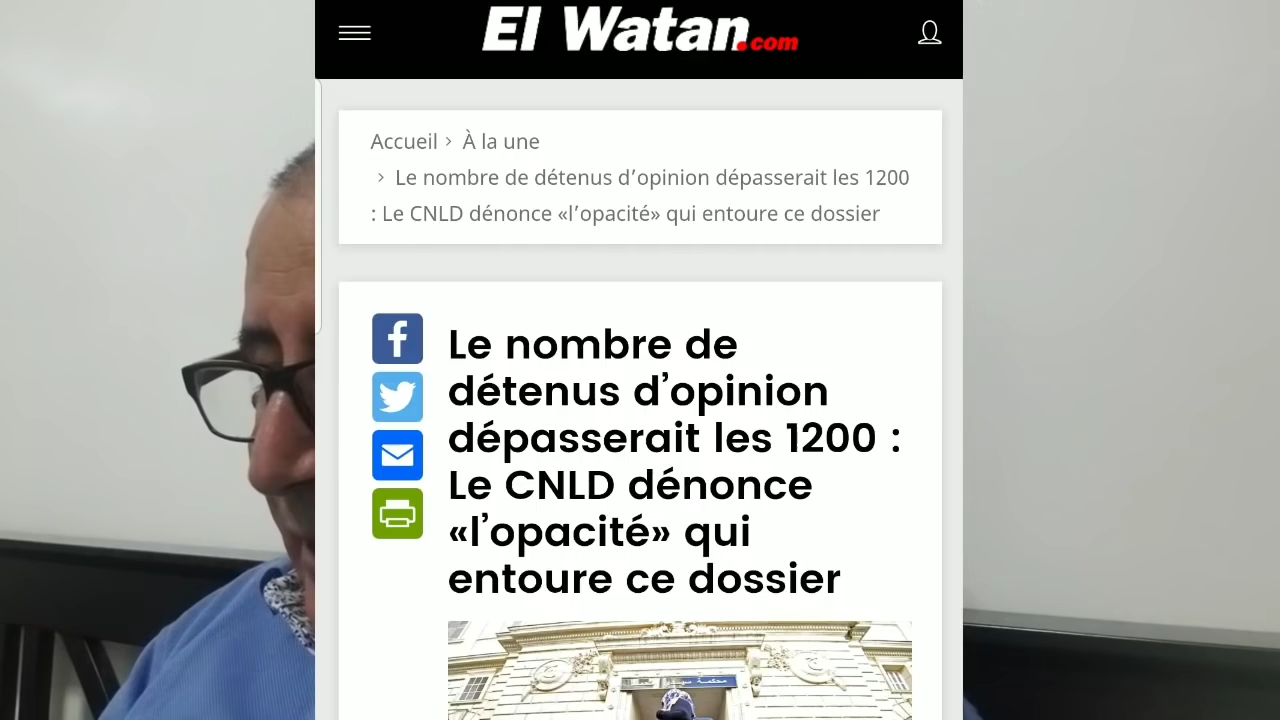 El Watan.com
Accueil › À la une
› Le nombre de détenus d’opinion dépasserait les 1200
: Le CNLD dénonce «l’opacité» qui entoure ce dossier
Le nombre de
détenus d’opinion
dépasserait les 1200 :
Le CNLD dénonce
«l’opacité» qui
entoure ce dossier